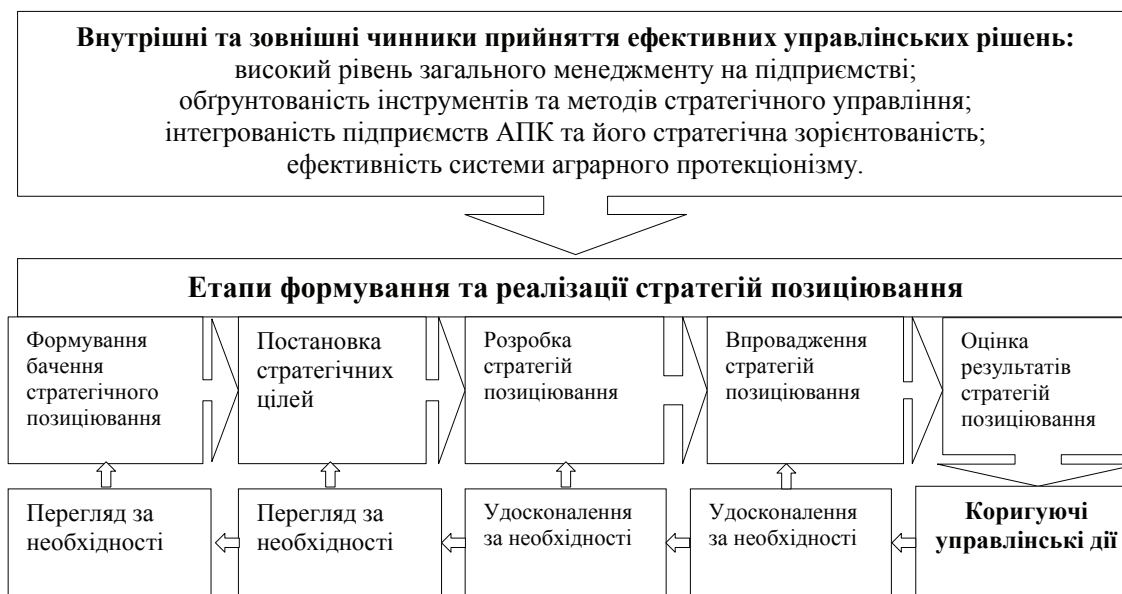 Внутрішні та зовнішні чинники прийняття ефективних управлінських рішень:
високий рівень загального менеджменту на підприємстві;
обґрунтованість інструментів та методів стратегічного управління;
інтегрованість підприємств АПК та його стратегічна зорієнтованість;
ефективність системи аграрного протекціонізму.
Етапи формування та реалізації стратегій позиціювання
Формування
бачення
стратегічного
позиціювання
Постановка
стратегічних
цілей
Розробка
стратегій
позиціювання
Впровадження
стратегій
позиціювання
Оцінка
результатів
стратегій
позиціювання
Перегляд за
необхідності
Перегляд за
необхідності
Удосконалення
за необхідності
Удосконалення
за необхідності
Коригуючі
управлінські дії